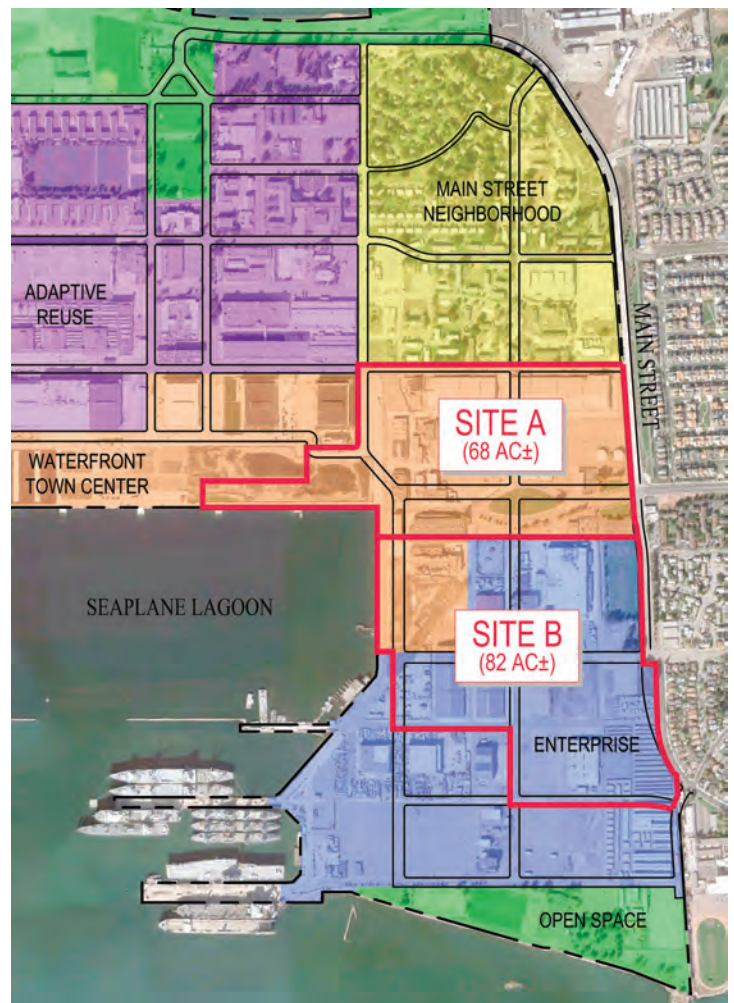 MAIN STREET
NEIGHBORHOOD
ADAPTIVE
REUSE
MAIN STREET
SITE A
(68 AC±)
WATERFRONT
TOWN CENTER
SEAPLANE LAGOON
SITE B
(82 AC±)
ENTERPRISE
OPEN SPACE